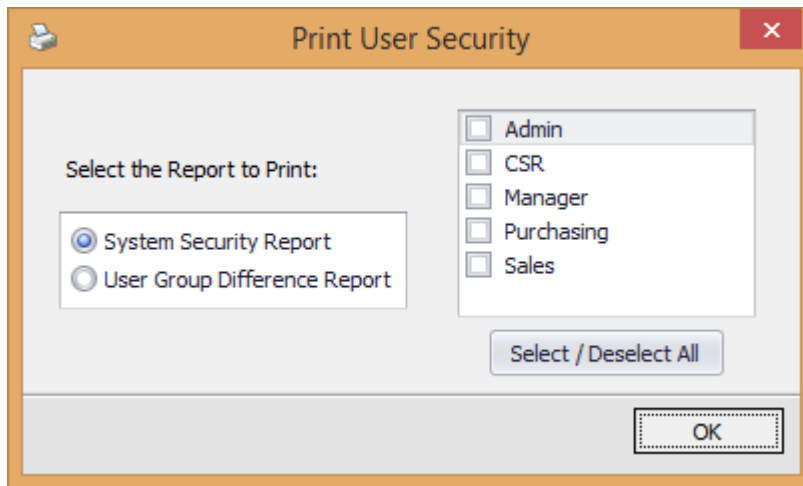 Print User Security
Select the Report to Print:
System Security Report
User Group Difference Report
Admin
CSR
Manager
Purchasing
Sales
Select / Deselect All
OK